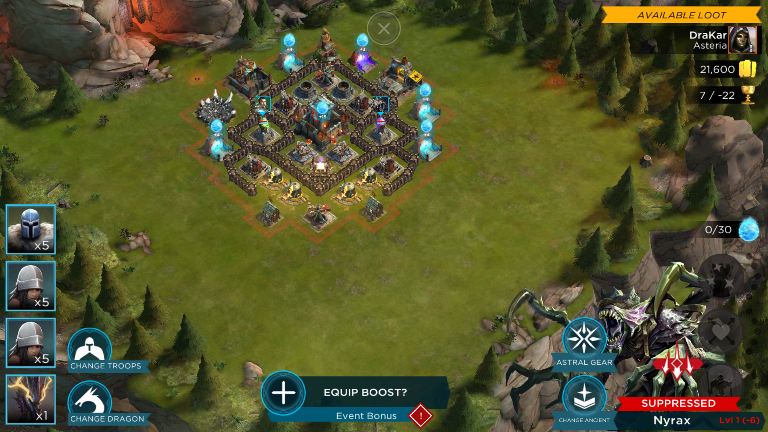 AVAILABLE LOOT
DraKar
Asteria
21,600
7 / -22
0/30
x5
x5
x5
x1
CHANGE TROOPS
CHANGE DRAGON
EQUIP BOOST?
Event Bonus
!
ASTRAL GEAR
CHANGE ANCIENT
SUPPRESSED
Nyrax
Lvl 1 (-6)